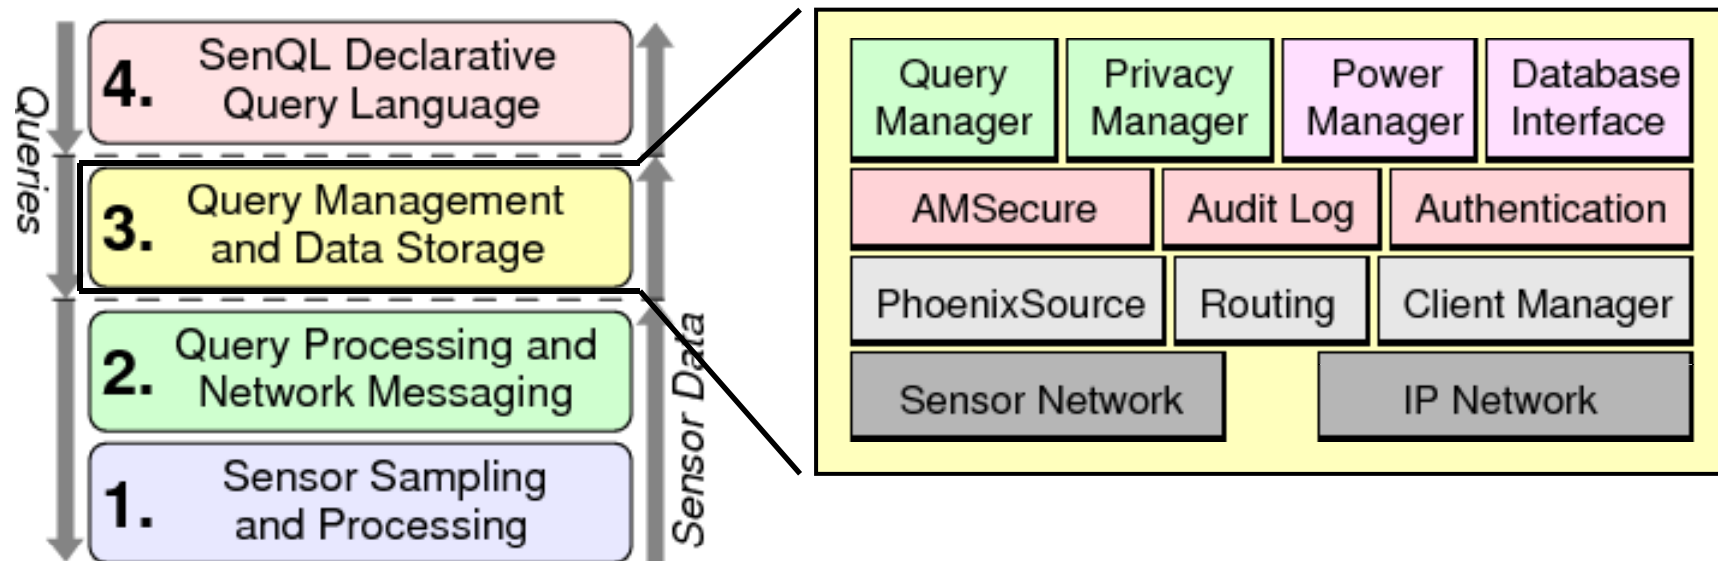 Queries
4.
SenQL Declarative
Query Language
3.
Query Management
and Data Storage
2.
Query Processing and
Network Messaging
1.
Sensor Sampling
and Processing
Sensor Data
Query
Manager
Privacy
Manager
Power
Manager
Database
Interface
AMSecure
Audit Log
Authentication
PhoenixSource
Routing
Client Manager
Sensor Network
IP Network